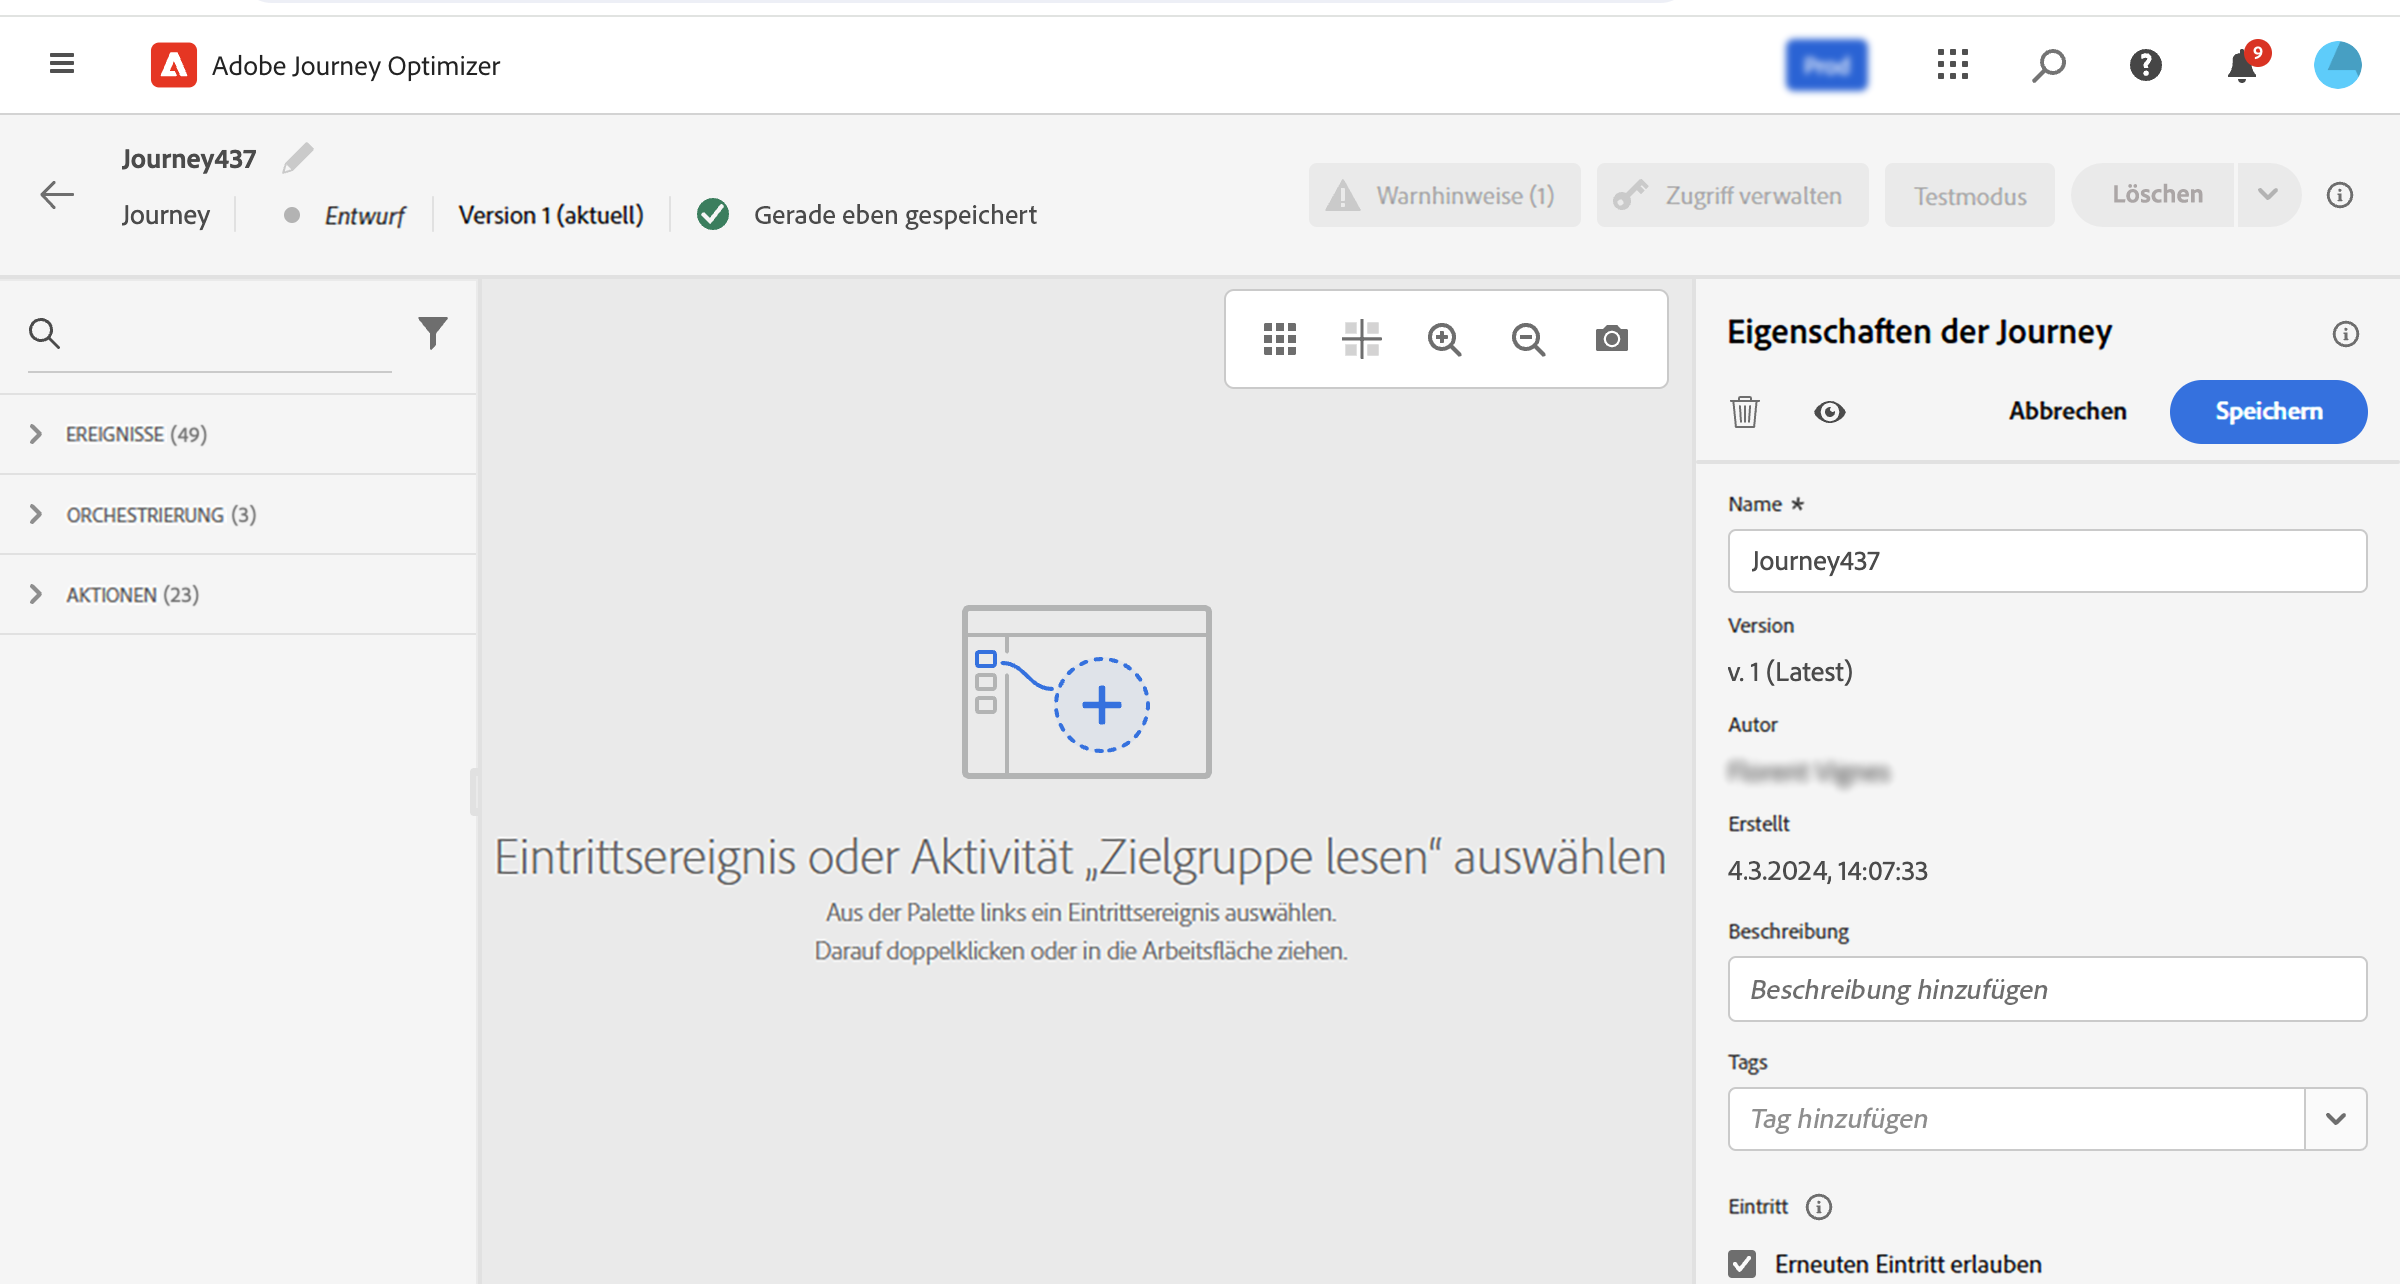 Adobe Journey Optimizer
9
Journey437
Journey
Entwurf
Version 1 (aktuell)
Gerade eben gespeichert
Warnhinweise (1)
Zugriff verwalten
Testmodus
Löschen
EREIGNISSE (49)
ORCHESTRIERUNG (3)
AKTIONEN (23)
Eintrittsereignis oder Aktivität „Zielgruppe lesen“ auswählen
Aus der Palette links ein Eintrittsereignis auswählen.
Darauf doppelklicken oder in die Arbeitsfläche ziehen.
Eigenschaften der Journey
Abbrechen
Speichern
Name *
Journey437
Version
v. 1 (Latest)
Autor
Erstellt
4.3.2024, 14:07:33
Beschreibung
Beschreibung hinzufügen
Tags
Tag hinzufügen
Eintritt
Erneuten Eintritt erlauben